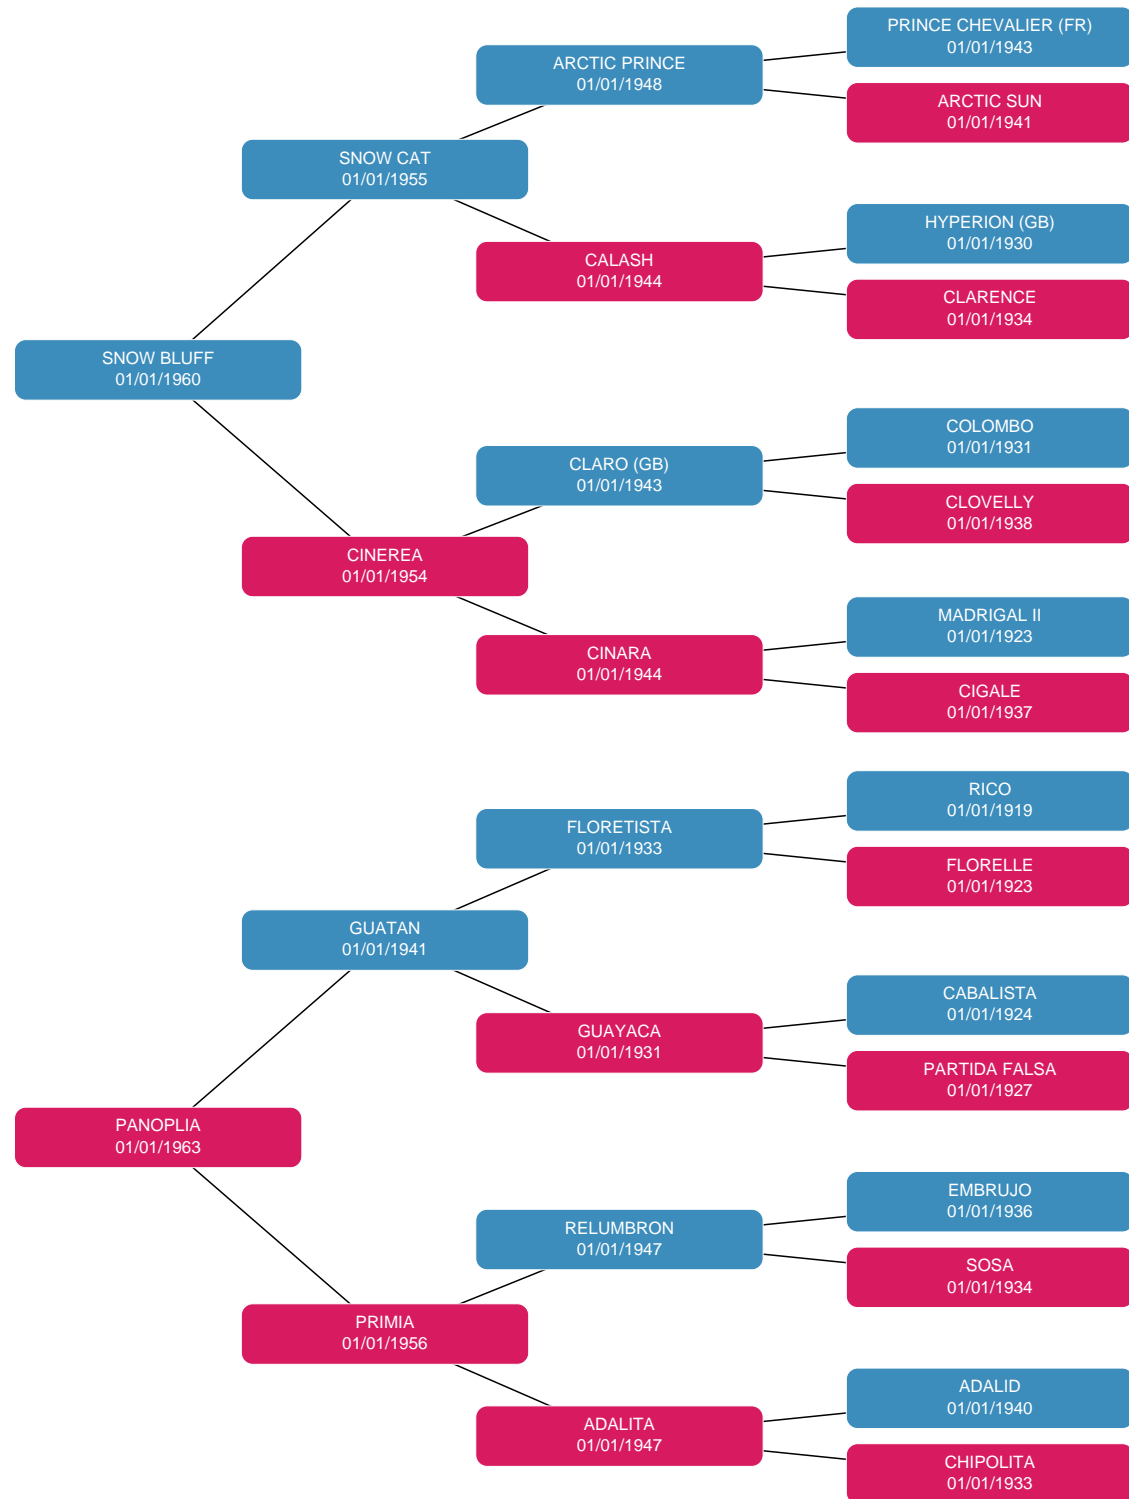 PRINCE CHEVALIER (FR)
01/01/1943
ARCTIC PRINCE
01/01/1948
ARCTIC SUN
01/01/1941
SNOW CAT
01/01/1955
HYPERION (GB)
01/01/1930
CALASH
01/01/1944
CLARENCE
01/01/1934
SNOW BLUFF
01/01/1960
COLOMBO
01/01/1931
CLARO (GB)
01/01/1943
CLOVELLY
01/01/1938
CINEREA
01/01/1954
MADRIGAL II
01/01/1923
CINARA
01/01/1944
CIGALE
01/01/1937
RICO
01/01/1919
FLORETISTA
01/01/1933
FLORELLE
01/01/1923
GUATAN
01/01/1941
CABALISTA
01/01/1924
GUAYACA
01/01/1931
PARTIDA FALSA
01/01/1927
PANOPLIA
01/01/1963
EMBRUJO
01/01/1936
RELUMBRON
01/01/1947
SOSA
01/01/1934
PRIMIA
01/01/1956
ADALID
01/01/1940
ADALITA
01/01/1947
CHIPOLITA
01/01/1933